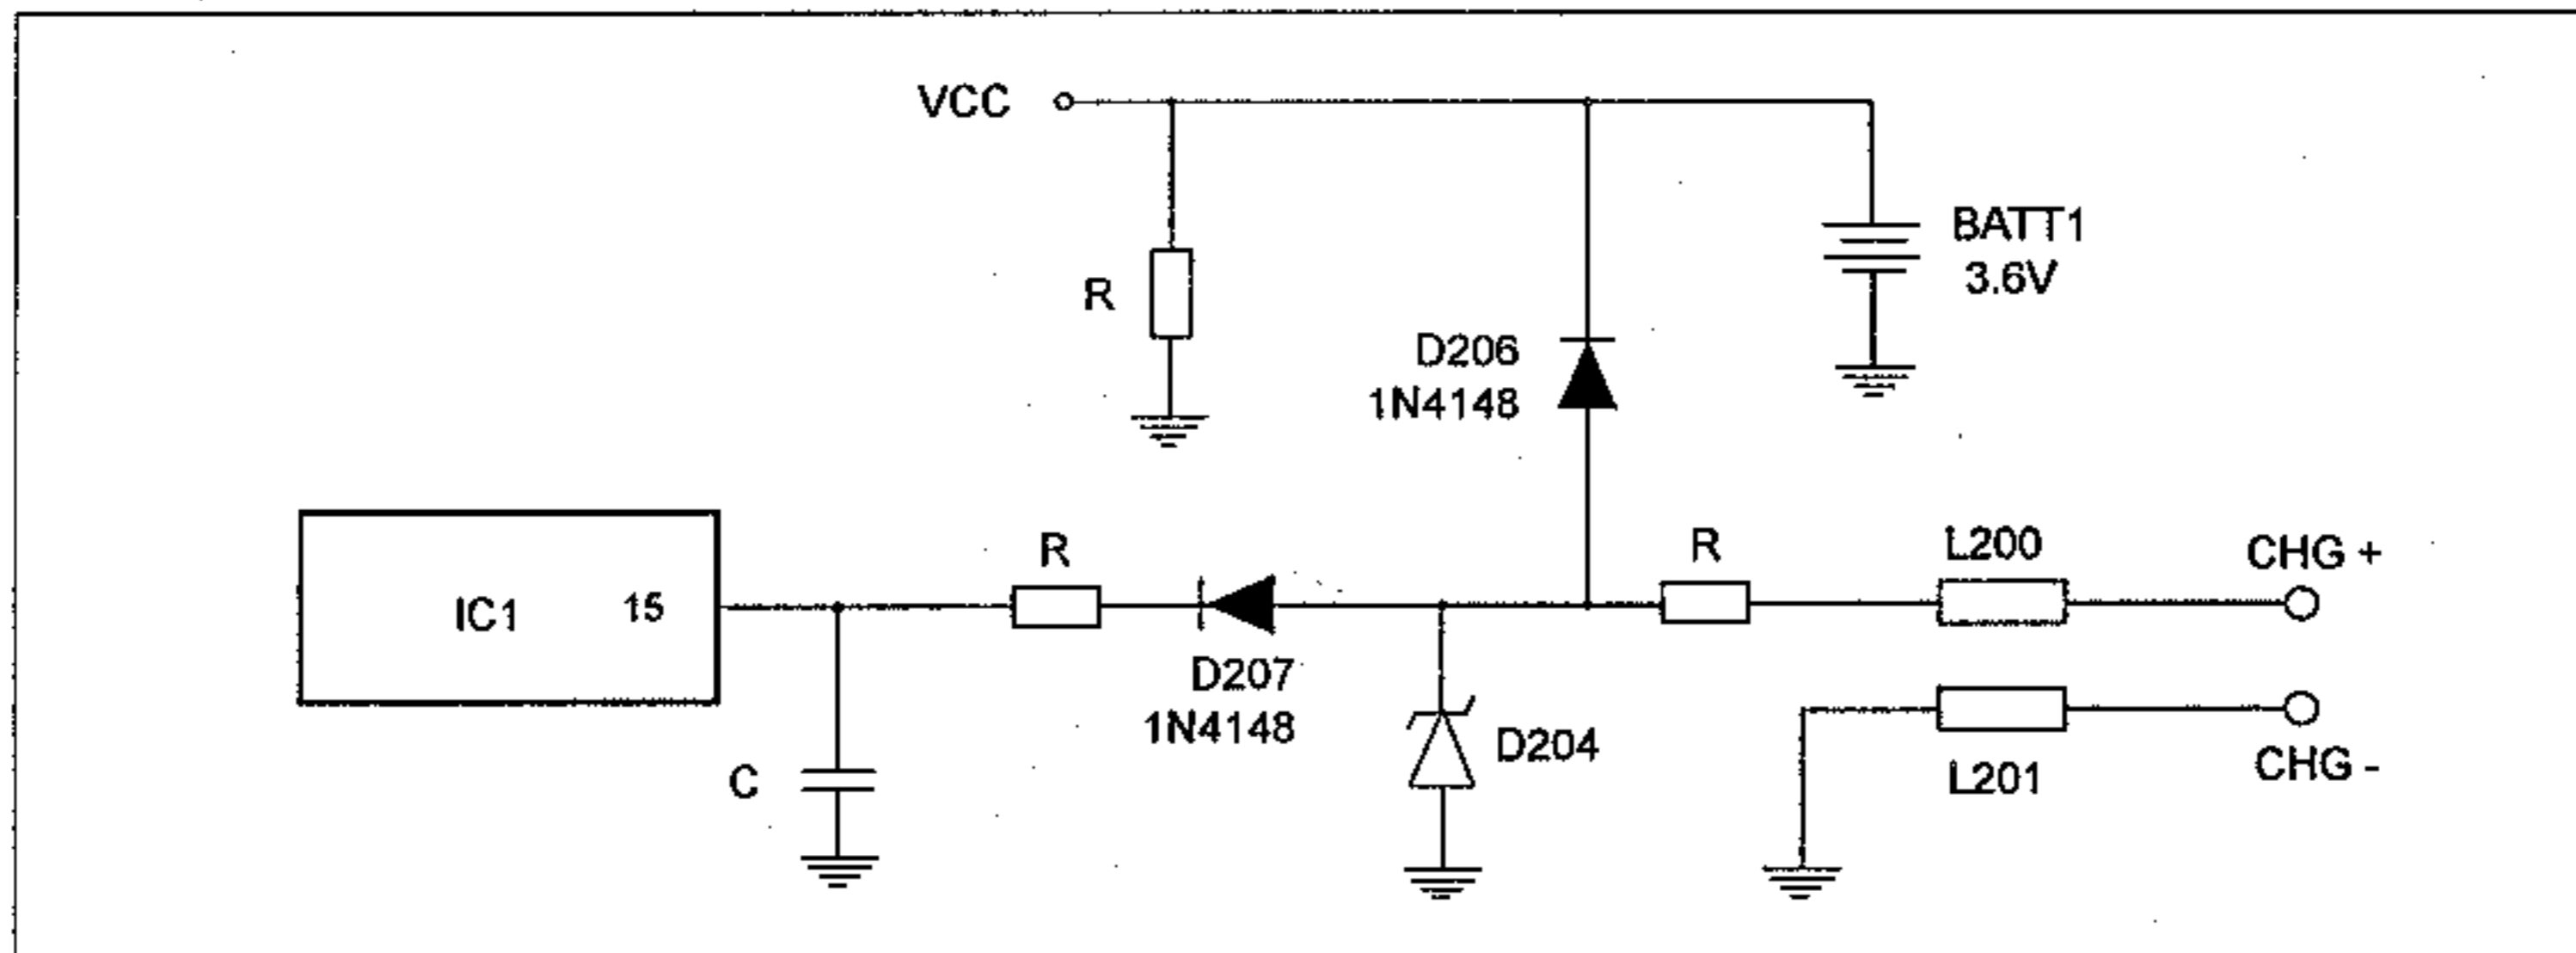 VCC
BATT1
3.6V
R
D206
1N4148
IC1
15
R
D207
1N4148
R
L200
CHG +
C
D204
L201
CHG -